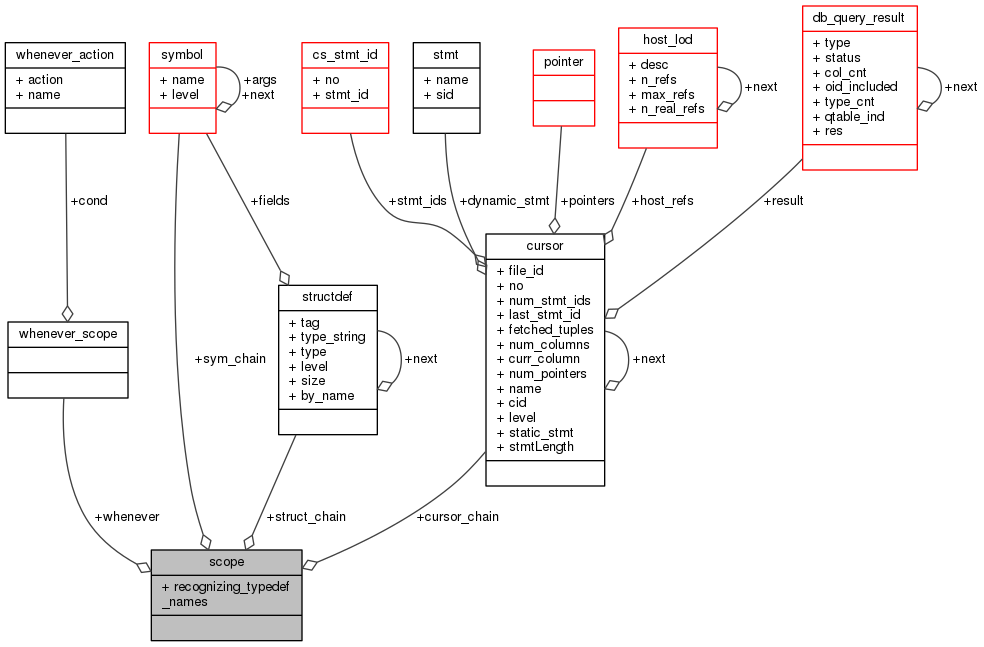 db_query_result
+ type
+ status
+ col_cnt
+ oid_included
+ type_cnt
+ qtable_ind
+ res
+next
host_lod
+ desc
+ n_refs
+ max_refs
+ n_real_refs
+next
whenever_action
+ action
+ name
symbol
+ name
+ level
+args
+next
cs_stmt_id
+ no
+ stmt_id
stmt
+ name
+ sid
pointer
+cond
+fields
+stmt_ids
+dynamic_stmt
+pointers
+host_refs
+result
cursor
+ file_id
+ no
+ num_stmt_ids
+ last_stmt_id
+ fetched_tuples
+ num_columns
+ curr_column
+ num_pointers
+ name
+ cid
+ level
+ static_stmt
+ stmtLength
+next
structdef
+ tag
+ type_string
+ type
+ level
+ size
+ by_name
+next
whenever_scope
+sym_chain
+whenever
+struct_chain
+cursor_chain
scope
+ recognizing_typedef
_names